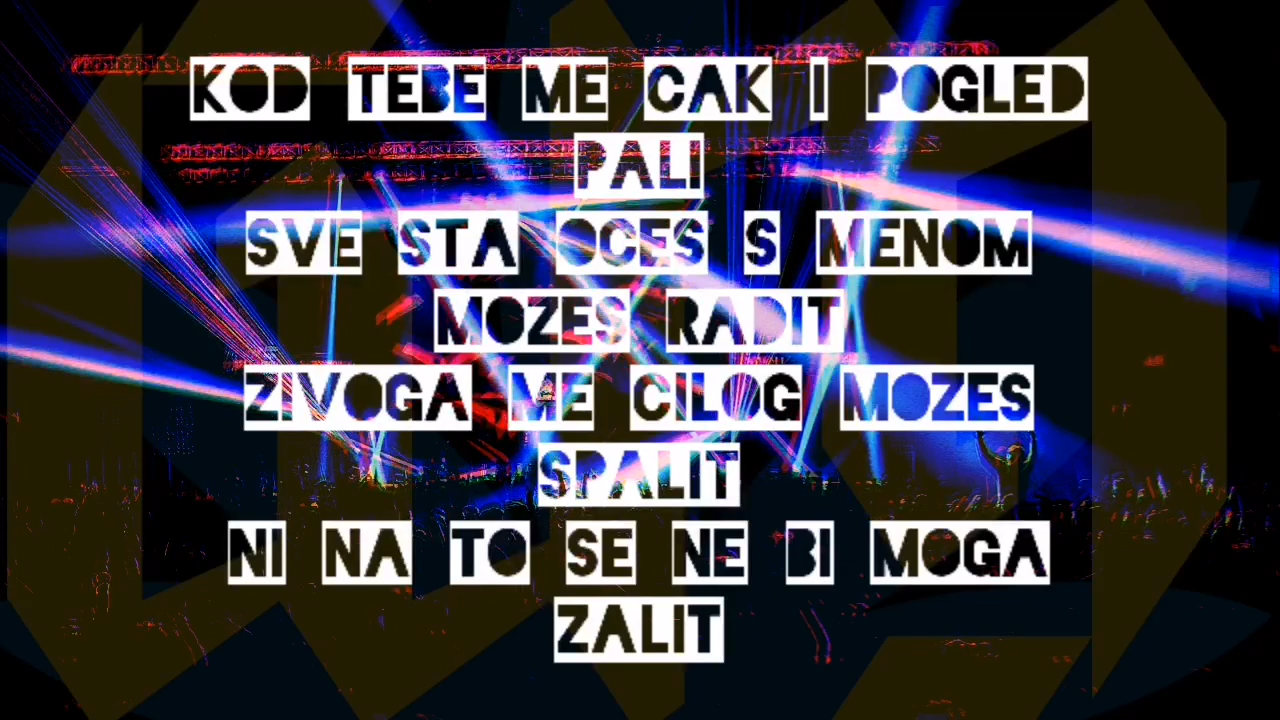 KOD TEBE ME CAK I POGLED
PALI
SVE STA OCES S MENOM
MOZES RADIT
ZIVOGA ME CILOG MOZES
SPALIT
NI NA TO SE NE BI MOGA
ZALIT